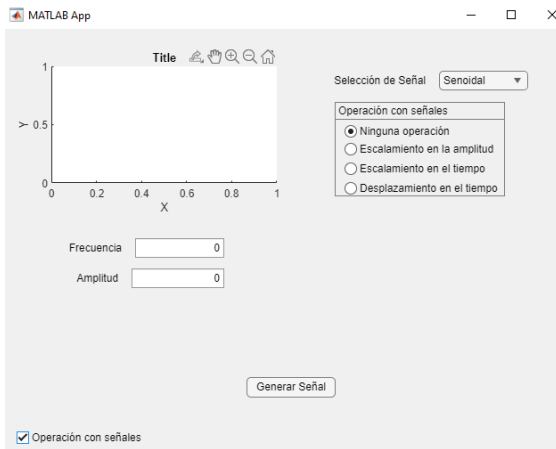 MATLAB App
Title
1
Y
0.5
0
0
0.2
0.4
0.6
0.8
1
X
Selección de Señal
Senoidal
Operación con señales
Ninguna operación
Escalamiento en la amplitud
Escalamiento en el tiempo
Desplazamiento en el tiempo
Frecuencia
0
Amplitud
0
Generar Señal
Operación con señales